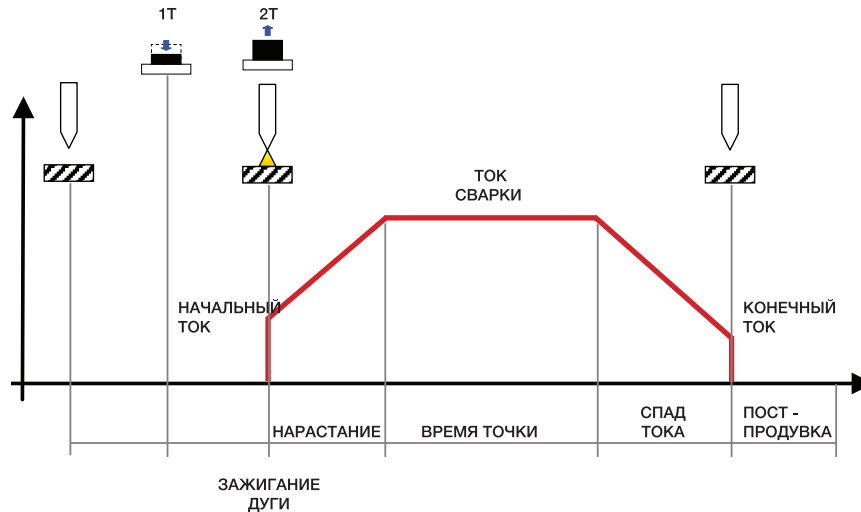 1T
2T
ТОК
СВАРКИ
НАЧАЛЬНЫЙ
ТОК
КОНЕЧНЫЙ
ТОК
НАРАСТАНИЕ
ВРЕМЯ ТОЧКИ
СПАД
ТОКА
ПОСТ -
ПРОДУВКА
ЗАЖИГАНИЕ
ДУГИ